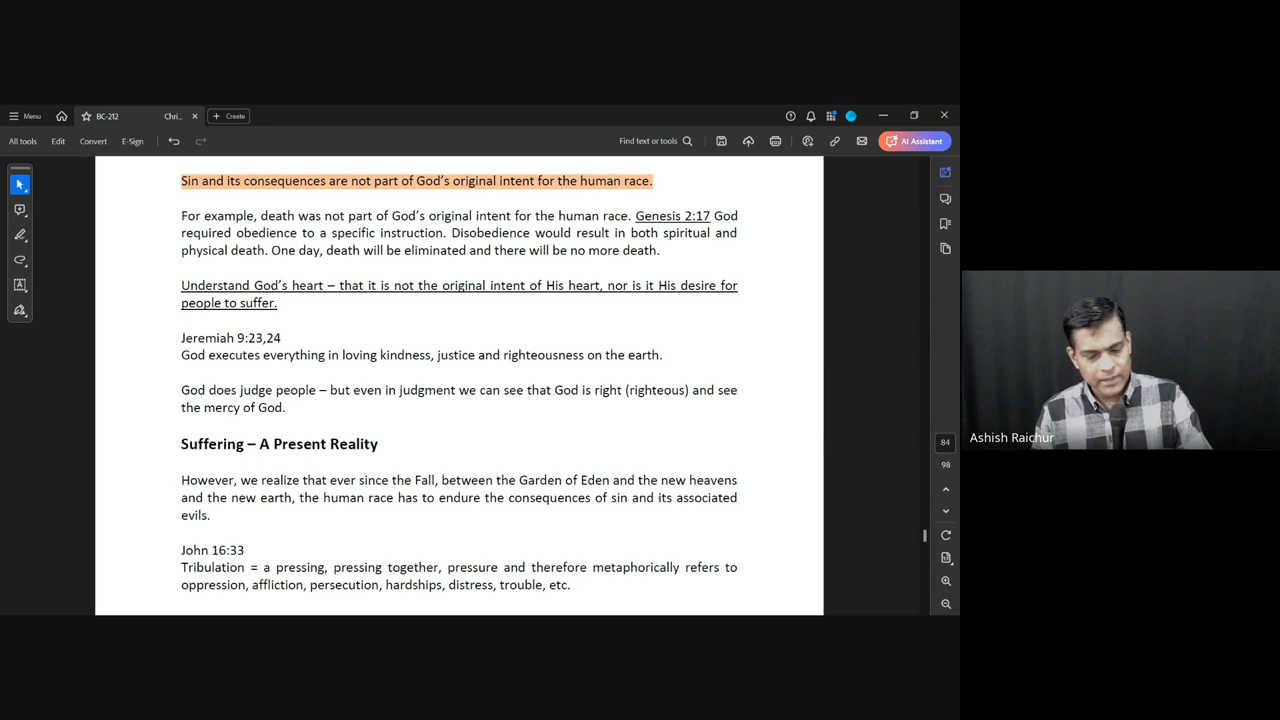 Menu
BC-212
Chri...
Create
All tools
Edit
Convert
E-Sign
Find text or tools
AI Assistant
Sin and its consequences are not part of God's original intent for the human race.
For example, death was not part of God's original intent for the human race. Genesis 2:17 God
required obedience to a specific instruction. Disobedience would result in both spiritual and
physical death. One day, death will be eliminated and there will be no more death.
Understand God's heart – that it is not the original intent of His heart, nor is it His desire for
people to suffer.
Jeremiah 9:23,24
God executes everything in loving kindness, justice and righteousness on the earth.
God does judge people – but even in judgment we can see that God is right (righteous) and see
the mercy of God.
Suffering – A Present Reality
However, we realize that ever since the Fall, between the Garden of Eden and the new heavens
and the new earth, the human race has to endure the consequences of sin and its associated
evils.
John 16:33
Tribulation = a pressing, pressing together, pressure and therefore metaphorically refers to
oppression, affliction, persecution, hardships, distress, trouble, etc.
84
98
Ashish Raichur